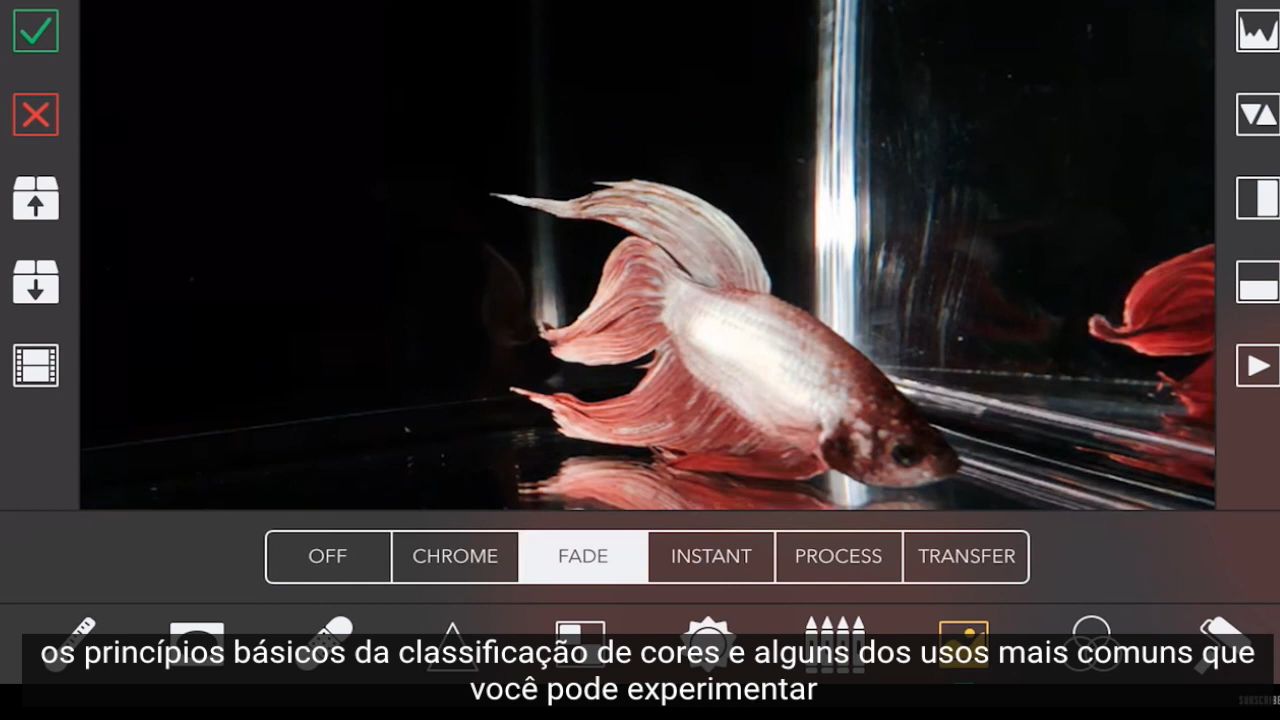 OFF CHROME FADE INSTANT PROCESS TRANSFER
os princípios básicos da classificação de cores e alguns dos usos mais comuns que
você pode experimentar